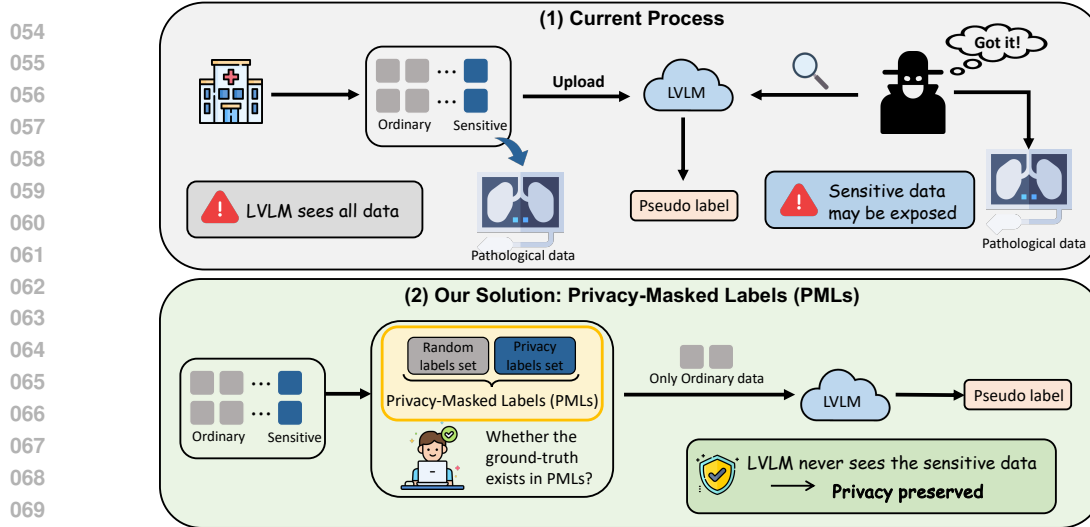 054
055
056
057
058
059
060
061
062
063
064
065
066
067
068
069
(1) Current Process
Ordinary
Sensitive
Upload
LVLM
Got it!
LVLM sees all data
Pathological data
Pseudo label
Sensitive data
may be exposed
Pathological data
(2) Our Solution: Privacy-Masked Labels (PMLs)
Ordinary
Sensitive
Random
labels set
Privacy
labels set
Privacy-Masked Labels (PMLs)
Whether the
ground-truth
exists in PMLs?
Only Ordinary data
LVLM
Pseudo label
LVLM never sees the sensitive data
Privacy preserved